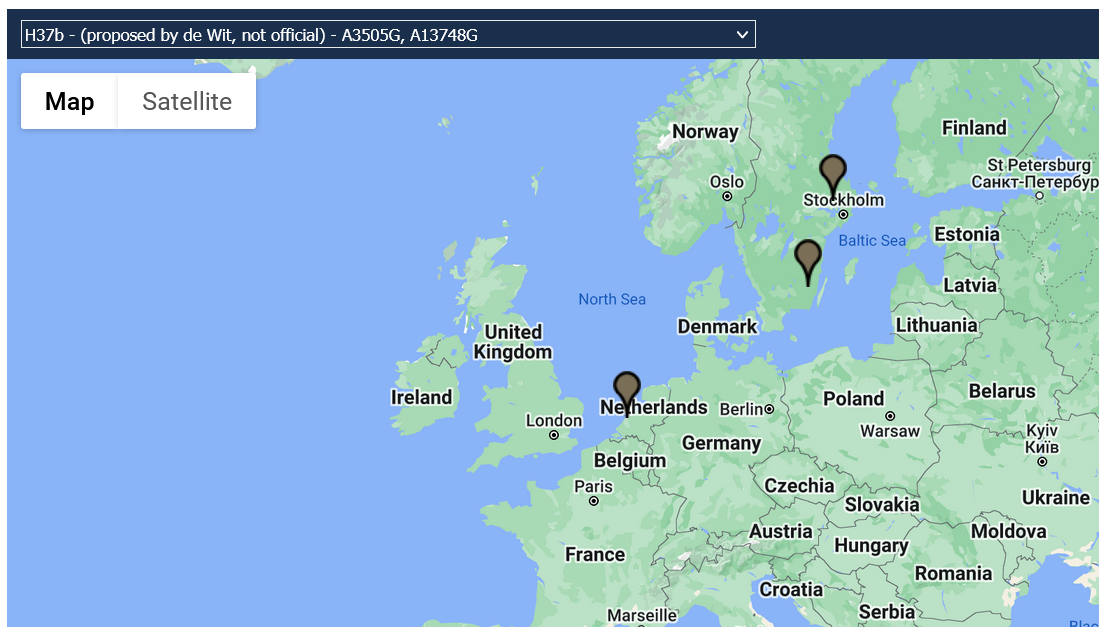 H37b - (proposed by de Wit, not official) - A3505G, A13748G
Map
Satellite
Norway
Finland
St Petersburg
Санкт-Петербур
Oslo
Stockholm
Estonia
Baltic Sea
Latvia
North Sea
Denmark
Lithuania
United
Kingdom
Ireland
Netherlands
Berlin
Poland
Belarus
London
Warsaw
Kyiv
Київ
Germany
Belgium
Czechia
Paris
Slovakia
Ukraine
Austria
Moldova
Hungary
France
Romania
Croatia
Serbia
Marseille
Blac